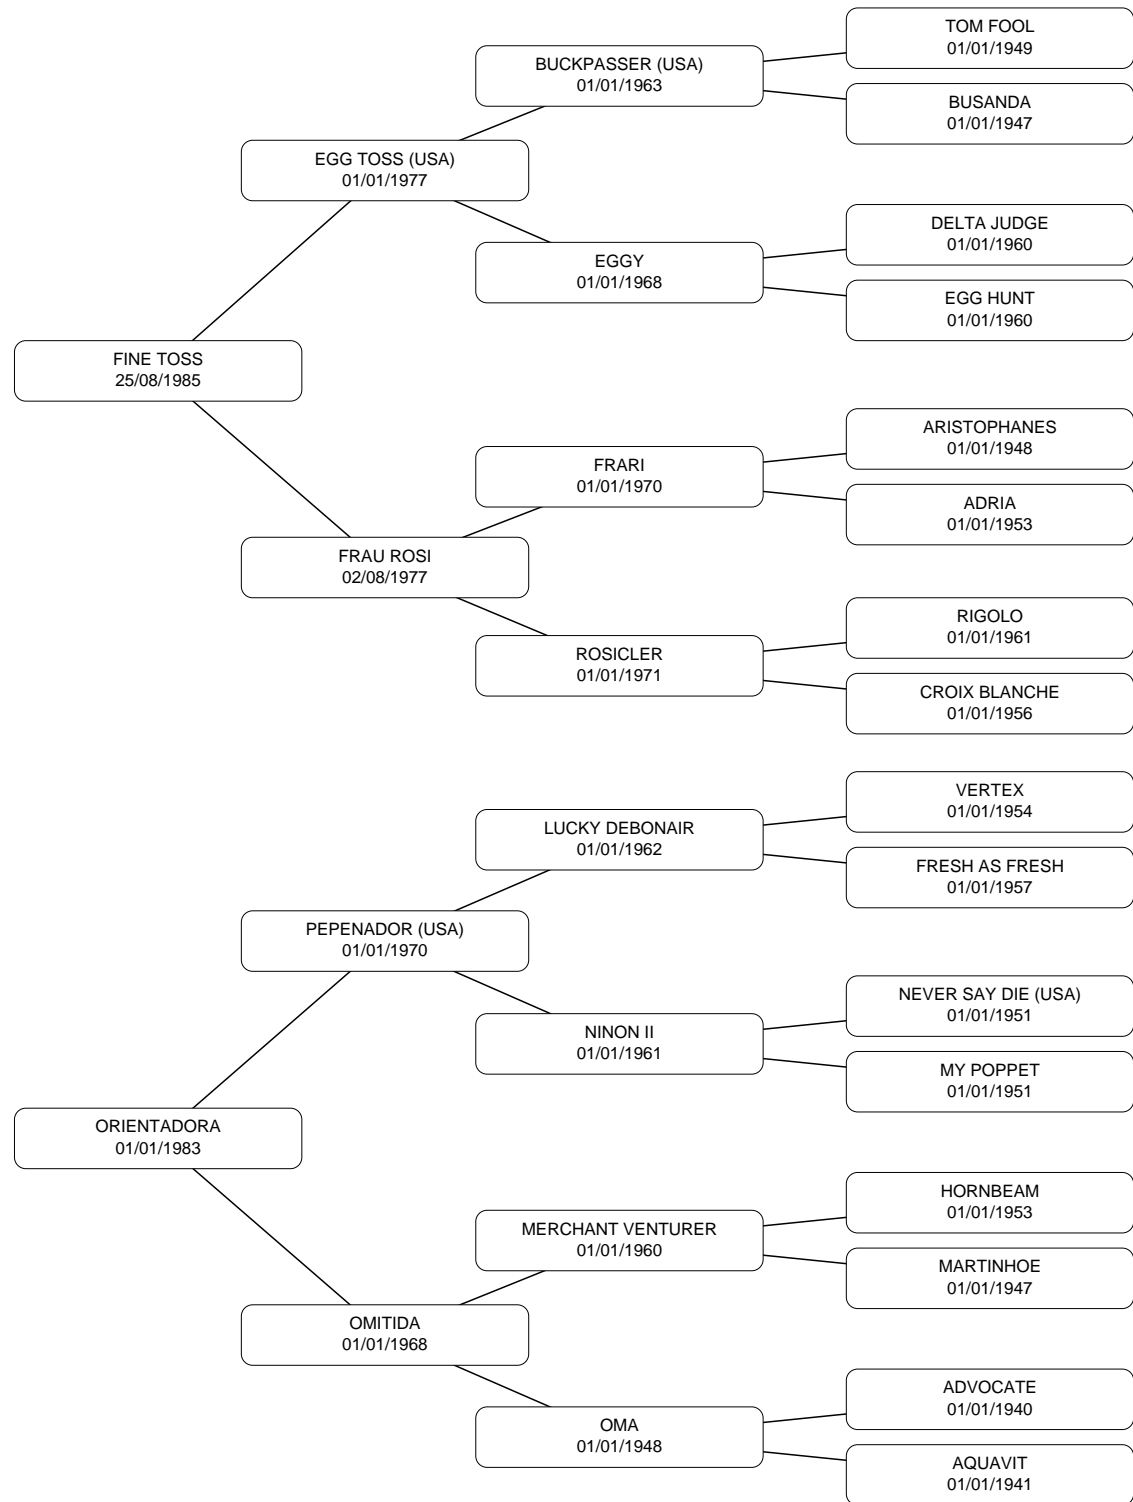 TOM FOOL
01/01/1949
BUCKPASSER (USA)
01/01/1963
BUSANDA
01/01/1947
EGG TOSS (USA)
01/01/1977
DELTA JUDGE
01/01/1960
EGGY
01/01/1968
EGG HUNT
01/01/1960
FINE TOSS
25/08/1985
ARISTOPHANES
01/01/1948
FRARI
01/01/1970
ADRIA
01/01/1953
FRAU ROSI
02/08/1977
RIGOLO
01/01/1961
ROSICLER
01/01/1971
CROIX BLANCHE
01/01/1956
VERTEX
01/01/1954
LUCKY DEBONAIR
01/01/1962
FRESH AS FRESH
01/01/1957
PEPENADOR (USA)
01/01/1970
NEVER SAY DIE (USA)
01/01/1951
NINON II
01/01/1961
MY POPPET
01/01/1951
ORIENTADORA
01/01/1983
HORNBEAM
01/01/1953
MERCHANT VENTURER
01/01/1960
MARTINHOE
01/01/1947
OMITIDA
01/01/1968
ADVOCATE
01/01/1940
OMA
01/01/1948
AQUAVIT
01/01/1941